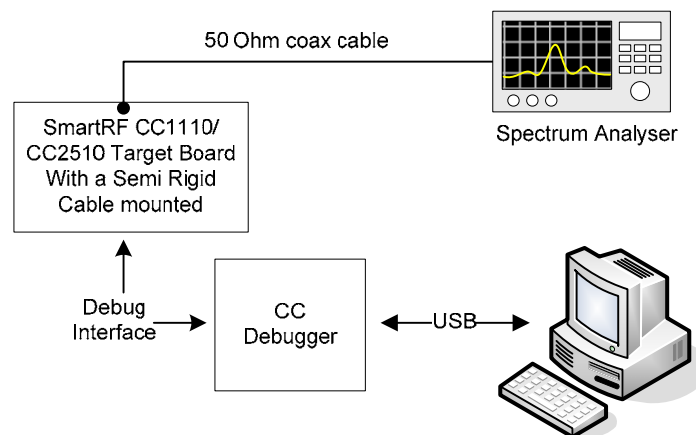 50 Ohm coax cable
Spectrum Analyser
SmartRF CC1110/
CC2510 Target Board
With a Semi Rigid
Cable mounted
Debug
Interface
CC
Debugger
USB